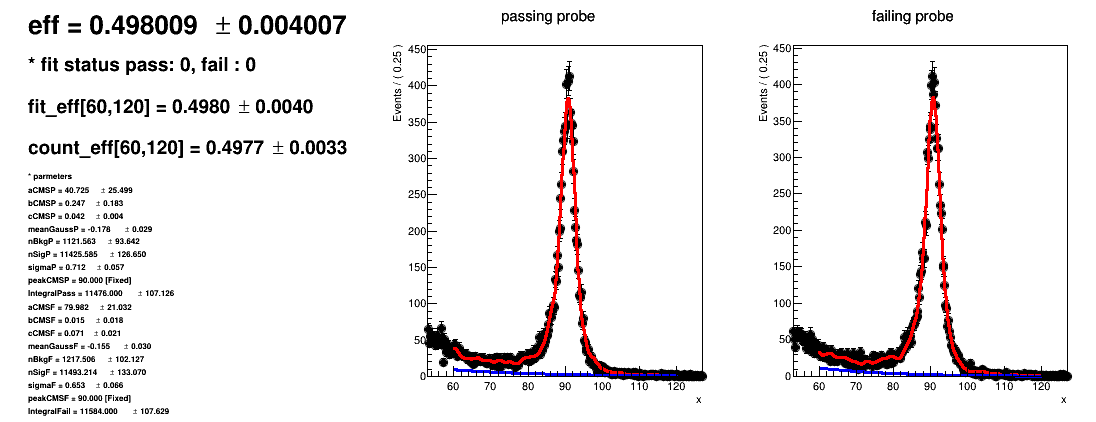 eff = 0.498009 ± 0.004007
* fit status pass: 0, fail : 0
fit_eff[60,120] = 0.4980 ± 0.0040
count_eff[60,120] = 0.4977 ± 0.0033
* parmeters
aCMSP = 40.725 ± 25.499
bCMSP = 0.247 ± 0.183
cCMSP = 0.042 ± 0.004
meanGaussP = -0.178 ± 0.029
nBkgP = 1121.563 ± 93.642
nSigP = 11425.585 ± 126.650
sigmaP = 0.712 ± 0.057
peakCMSP = 90.000 [Fixed]
IntegralPass = 11476.000 ± 107.126
aCMSF = 79.982 ± 21.032
bCMSF = 0.015 ± 0.018
cCMSF = 0.071 ± 0.021
meanGaussF = -0.155 ± 0.030
nBkgF = 1217.506 ± 102.127
nSigF = 11493.214 ± 133.070
sigmaF = 0.653 ± 0.066
peakCMSF = 90.000 [Fixed]
IntegralFail = 11584.000 ± 107.629
passing probe
Events / ( 0.25 )
450
400
350
300
250
200
150
100
50
0
60 70 80 90 100 110 120
x
failing probe
Events / ( 0.25 )
450
400
350
300
250
200
150
100
50
0
60 70 80 90 100 110 120
x